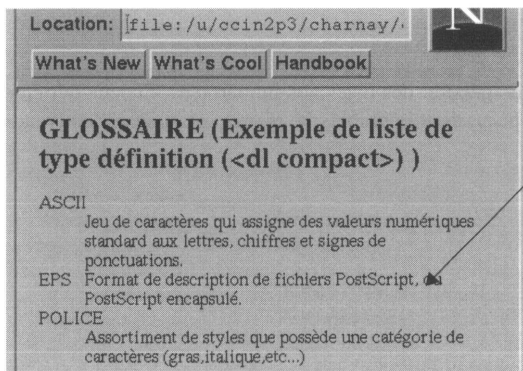 Location: file:/u/ccin2p3/charnay/
N
What's New What's Cool Handbook
GLOSSAIRE (Exemple de liste de
type définition (<dl compact>) )
ASCII
Jeu de caractères qui assigne des valeurs numériques
standard aux lettres, chiffres et signes de
ponctuations.
EPS Format de description de fichiers PostScript, ou
PostScript encapsulé.
POLICE
Assortiment de styles que possède une catégorie de
caractères (gras,italique,etc...)